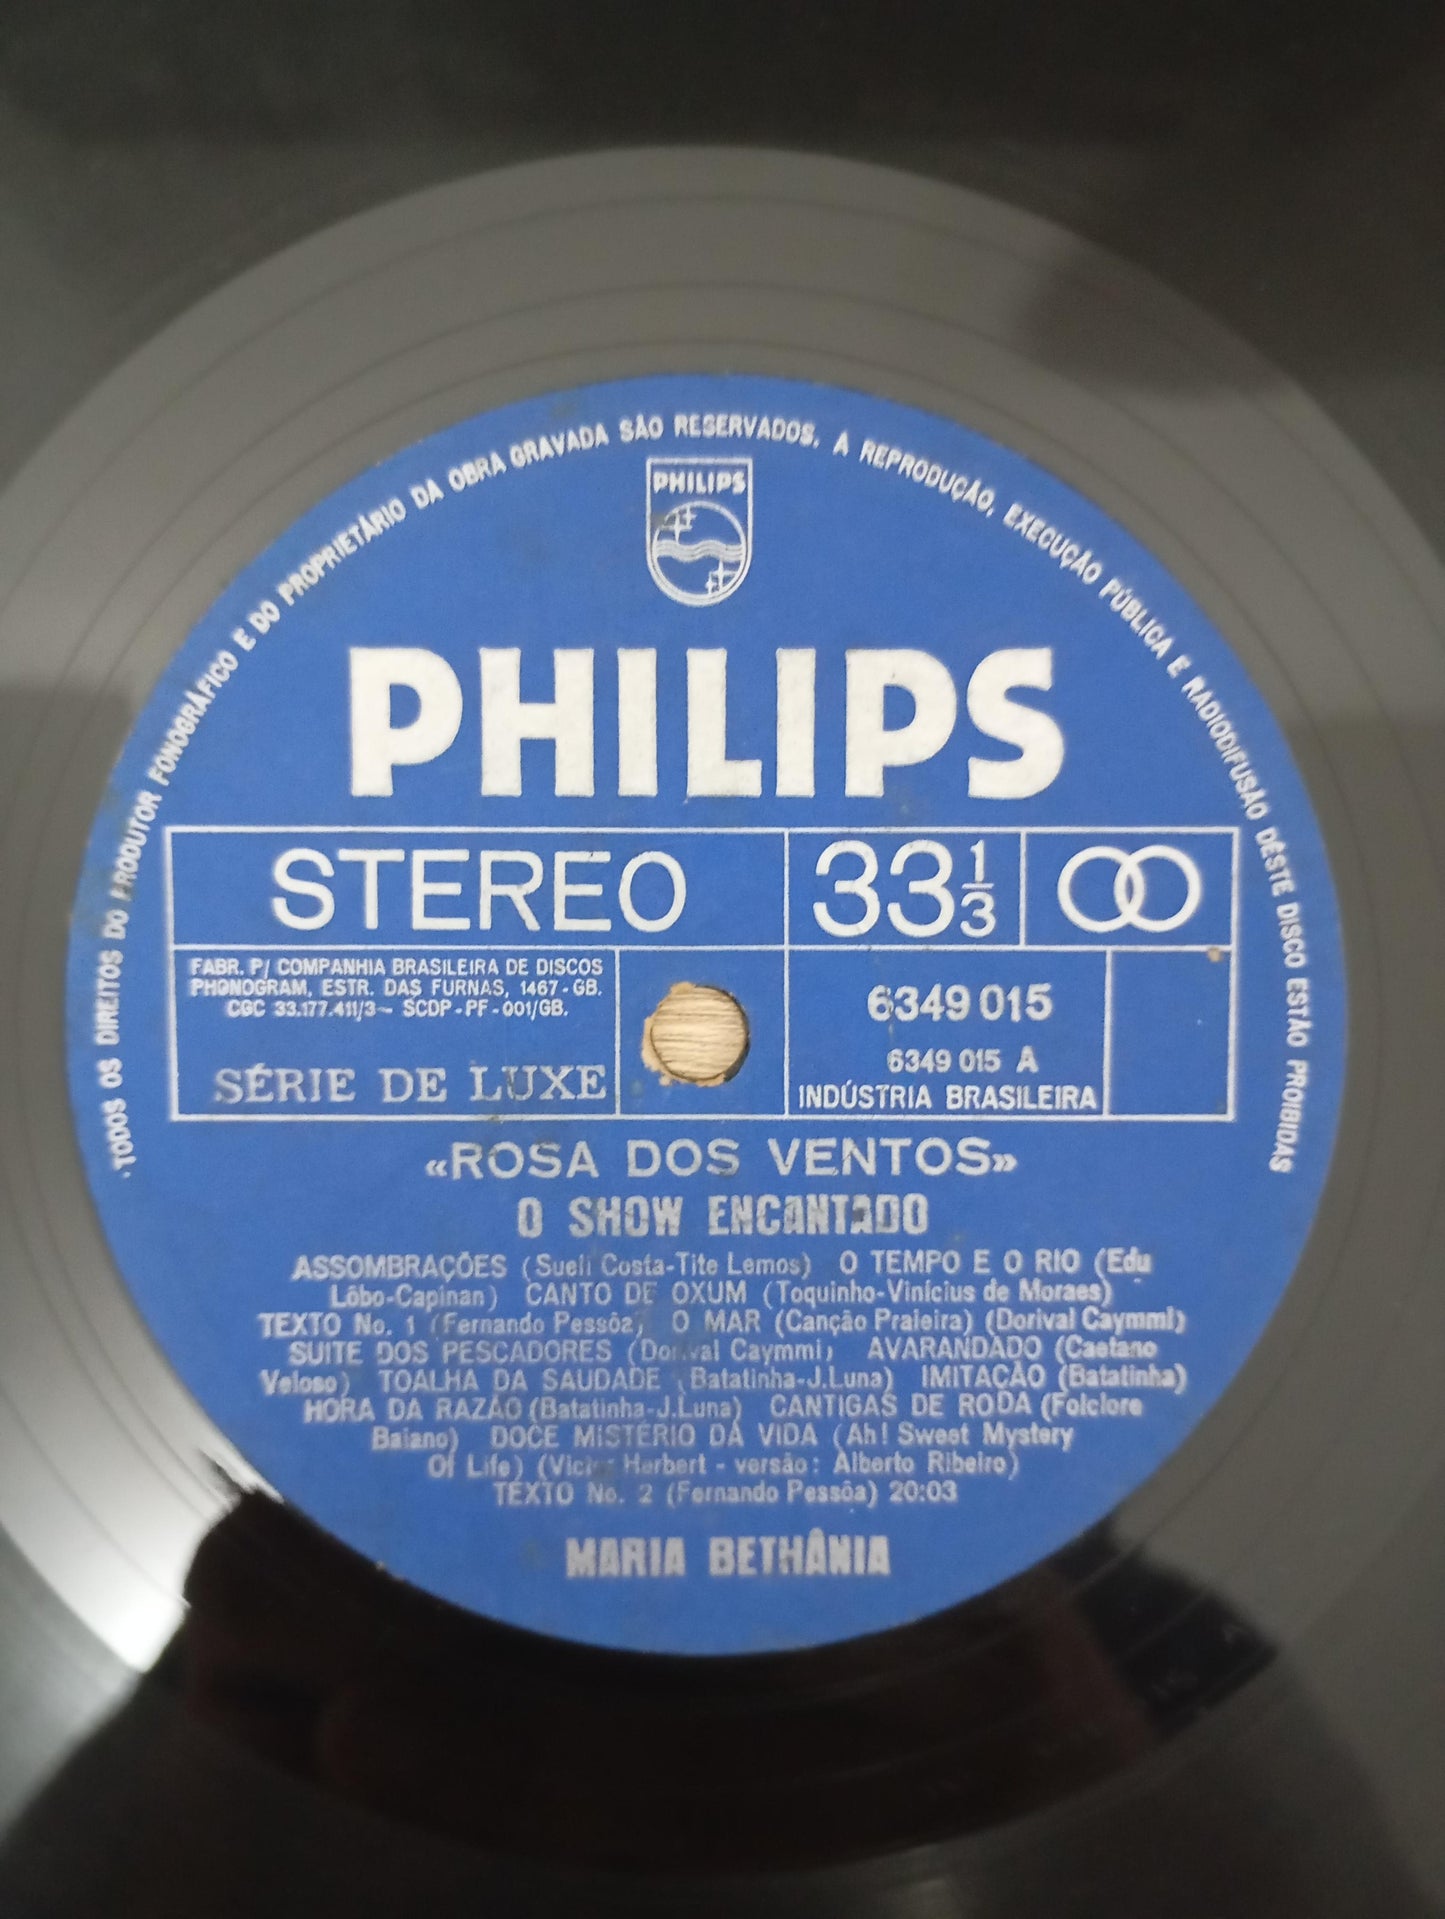 ·TODOS OS DIREITOS DO PRODUTOR FONOGRÁFICO E DO PROPRIETÁRIO DA OBRA GRAVADA SÃO RESERVADOS. A REPRODUÇÃO, EXECUÇÃO PÚBLICA E RADIODIFUSÃO DÊSTE DISCO ESTÃO PROIBIDAS
PHILIPS
PHILIPS
STEREO 33 1/3
FABR. P/ COMPANHIA BRASILEIRA DE DISCOS
PHONOGRAM, ESTR. DAS FURNAS, 1467-GB.
CGC 33.177.411/3- SCDP-PF-001/GB.
SÉRIE DE LUXE
6349 015
6349 015 A
INDÚSTRIA BRASILEIRA
«ROSA DOS VENTOS»
O SHOW ENCANTADO
ASSOMBRAÇÕES (Sueli Costa-Tite Lemos) O TEMPO E O RIO (Edu
Lôbo-Capinan) CANTO DE OXUM (Toquinho-Vinícius de Moraes)
TEXTO No. 1 (Fernando Pessôa) O MAR (Canção Praieira) (Dorival Caymmi)
SUITE DOS PESCADORES (Dorival Caymmi) AVARANDADO (Caetano
Veloso) TOALHA DA SAUDADE (Batatinha-J.Luna) IMITAÇÃO (Batatinha)
HORA DA RAZÃO (Batatinha-J.Luna) CANTIGAS DE RODA (Folclore
Baiano) DOCE MISTÉRIO DA VIDA (Ah! Sweet Mystery
Of Life) (Victor Herbert - versão: Alberto Ribeiro)
TEXTO No. 2 (Fernando Pessôa) 20:03
MARIA BETHÂNIA